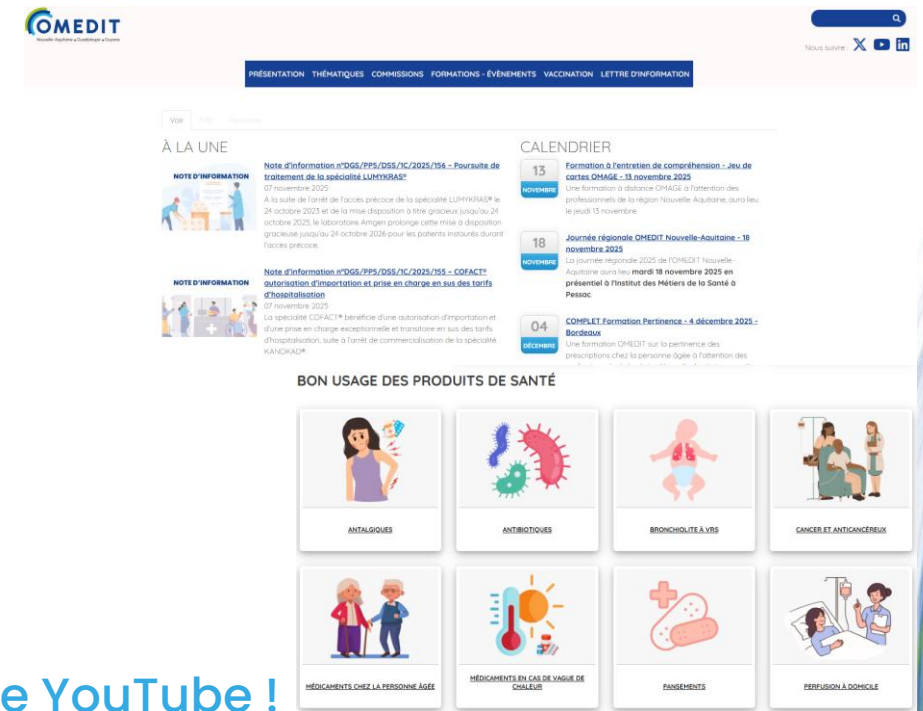 OMEDIT
Nouvelle-Aquitaine • Guadeloupe • Guyane
Nous suivre :
PRÉSENTATION THÉMATIQUES COMMISSIONS FORMATIONS - ÉVÈNEMENTS VACCINATION LETTRE D'INFORMATION
Voir
À LA UNE
NOTE D'INFORMATION
Note d'information n°DGS/PP5/DSS/1C/2025/156 – Poursuite de
traitement de la spécialité LUMYKRAS®
07 novembre 2025
A la suite de l'arrêt de l'accès précoce de la spécialité LUMYKRAS® le
24 octobre 2023 et de la mise disposition à titre gracieux jusqu'au 24
octobre 2025, le laboratoire Amgen prolonge cette mise à disposition
gracieuse jusqu'au 24 octobre 2026 pour les patients instaurés durant
l'accès précoce.
NOTE D'INFORMATION
Note d'information n°DGS/PP5/DSS/1C/2025/155 – COFACT®
autorisation d'importation et prise en charge en sus des tarifs
d'hospitalisation
07 novembre 2025
La spécialité COFACT® bénéficie d'une autorisation d'importation et
d'une prise en charge exceptionnelle et transitoire en sus des tarifs
d'hospitalisation, suite à l'arrêt de commercialisation de la spécialité
KANOKAD®.
CALENDRIER
13
NOVEMBRE
Formation à l'entretien de compréhension - Jeu de
cartes OMAGE - 13 novembre 2025
Une formation à distance OMAGE à l'attention des
professionnels de la région Nouvelle Aquitaine, aura lieu
le jeudi 13 novembre.
18
NOVEMBRE
Journée régionale OMEDIT Nouvelle-Aquitaine - 18
novembre 2025
La journée régionale 2025 de l'OMEDIT Nouvelle-
Aquitaine aura lieu mardi 18 novembre 2025 en
présentiel à l'Institut des Métiers de la Santé à
Pessac.
04
DÉCEMBRE
COMPLET Formation Pertinence - 4 décembre 2025 -
Bordeaux
Une formation OMEDIT sur la pertinence des
prescriptions chez la personne âgée à l'attention des
BON USAGE DES PRODUITS DE SANTÉ
ANTALGIQUES
ANTIBIOTIQUES
BRONCHIOLITE À VRS
CANCER ET ANTICANCÉREUX
MÉDICAMENTS CHEZ LA PERSONNE ÂGÉE
MÉDICAMENTS EN CAS DE VAGUE DE
CHALEUR
PANSEMENTS
PERFUSION À DOMICILE
e YouTube !